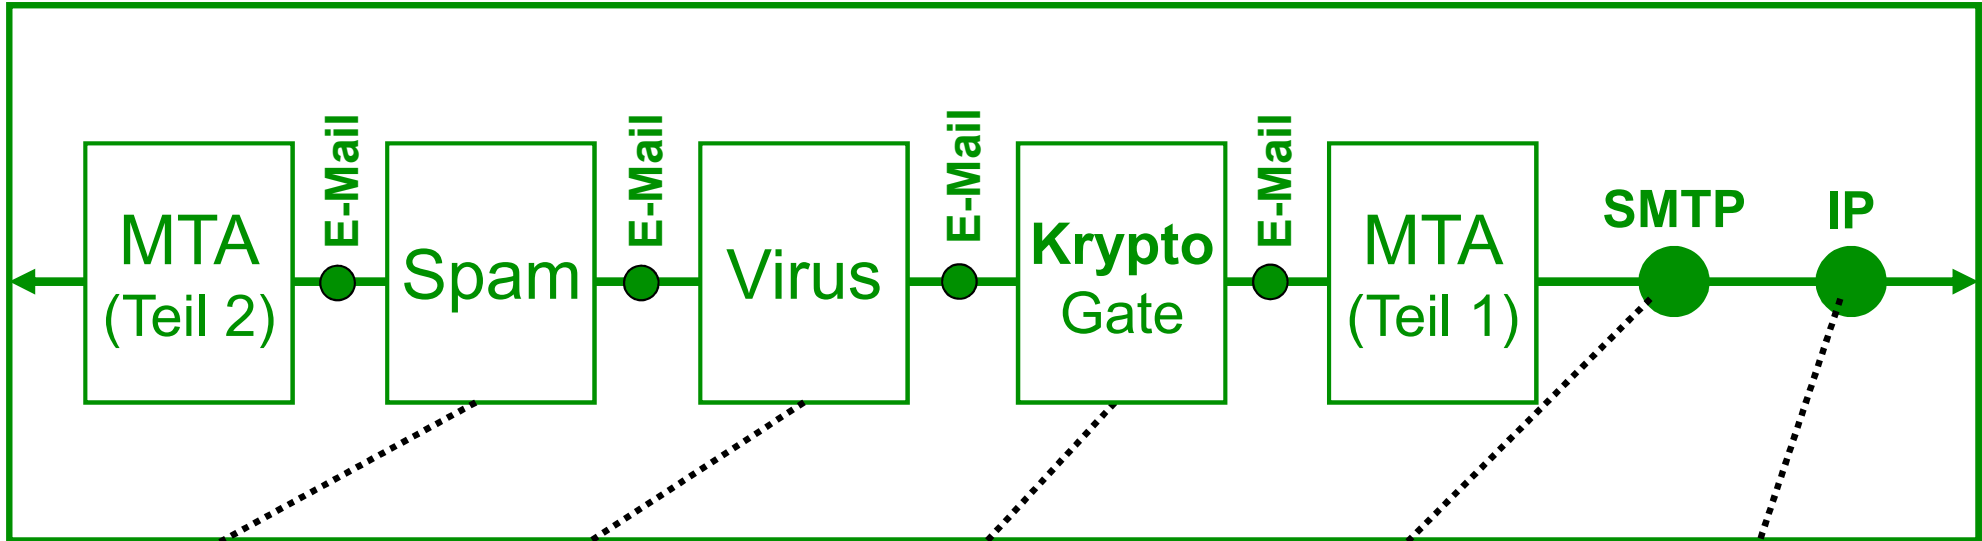 MTA
(Teil 2)
E-Mail
Spam
E-Mail
Virus
E-Mail
Krypto
Gate
E-Mail
MTA
(Teil 1)
SMTP
IP